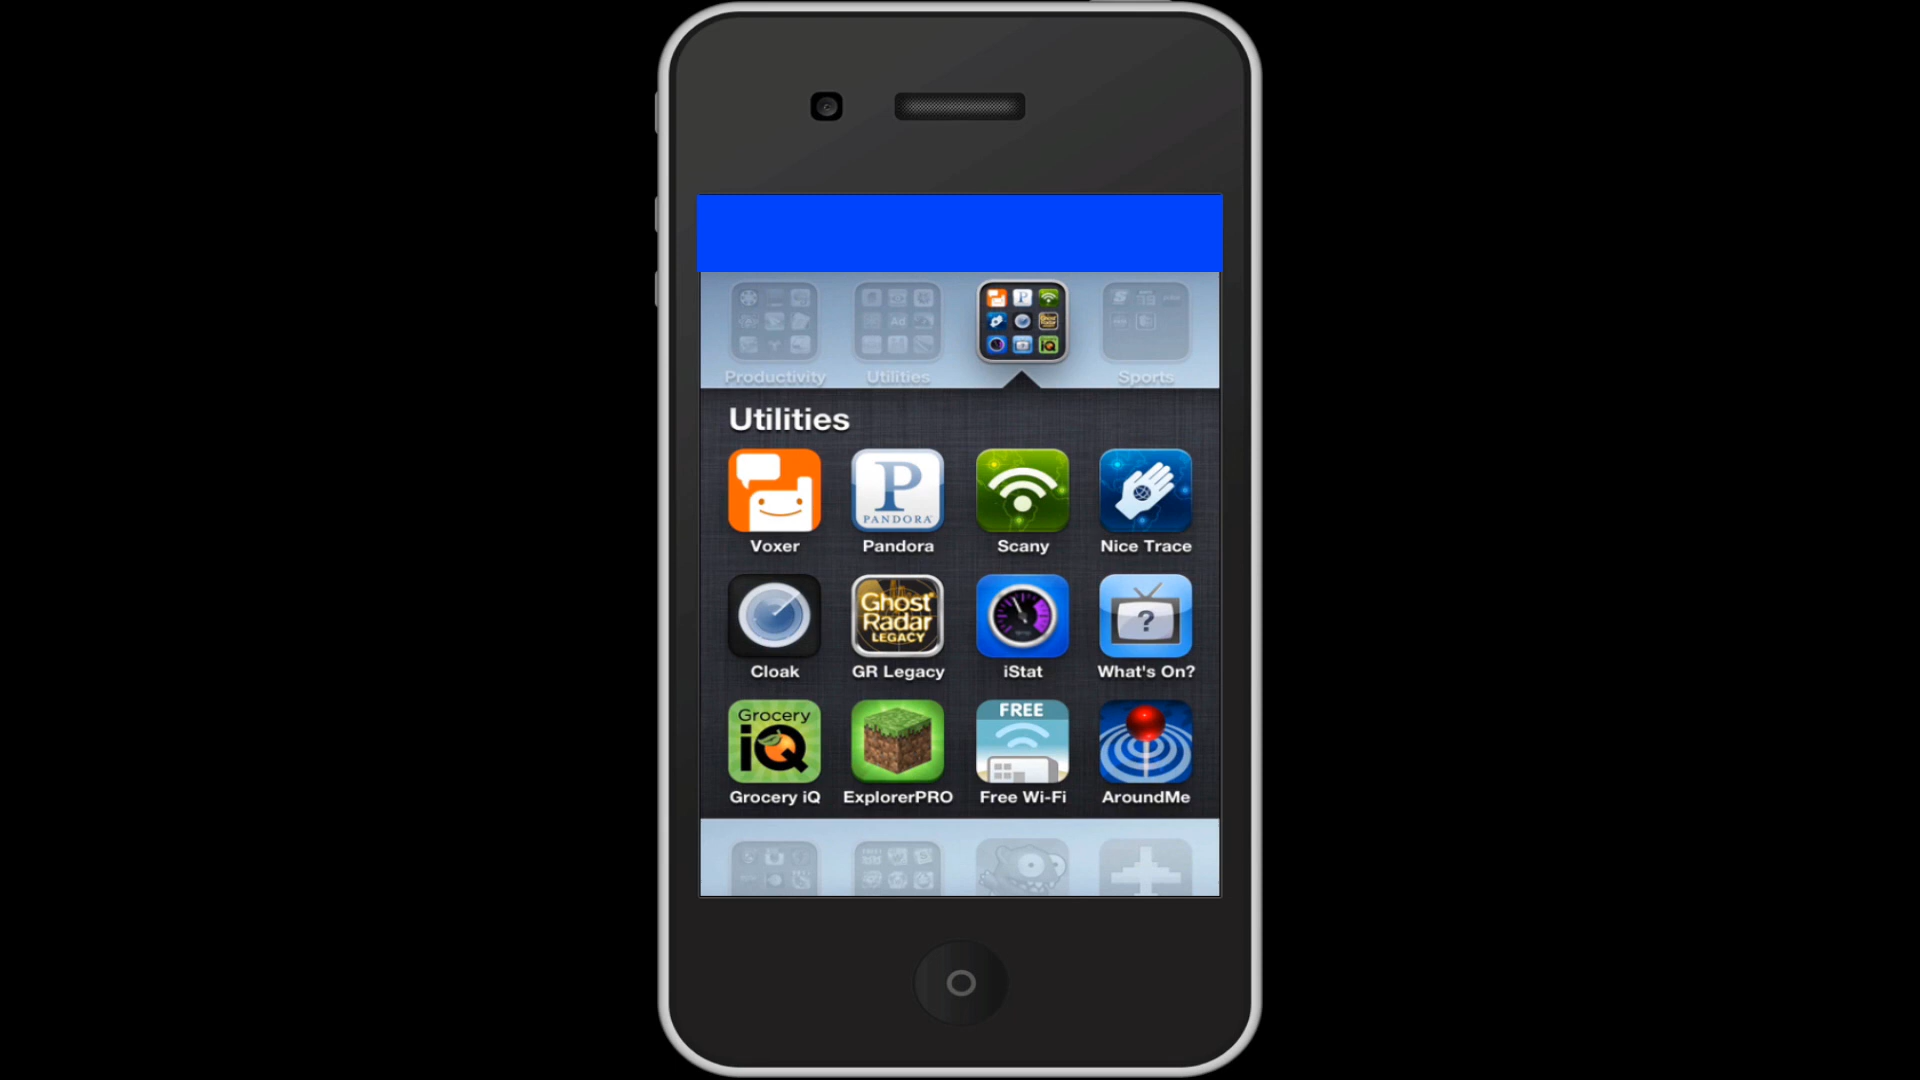 Productivity Utilities Sports
Utilities
P
PANDORA
Voxer Pandora Scany Nice Trace
Ghost
Radar
LEGACY
?
Cloak GR Legacy iStat What's On?
Grocery
iQ
FREE
Grocery iQ ExplorerPRO Free Wi-Fi AroundMe